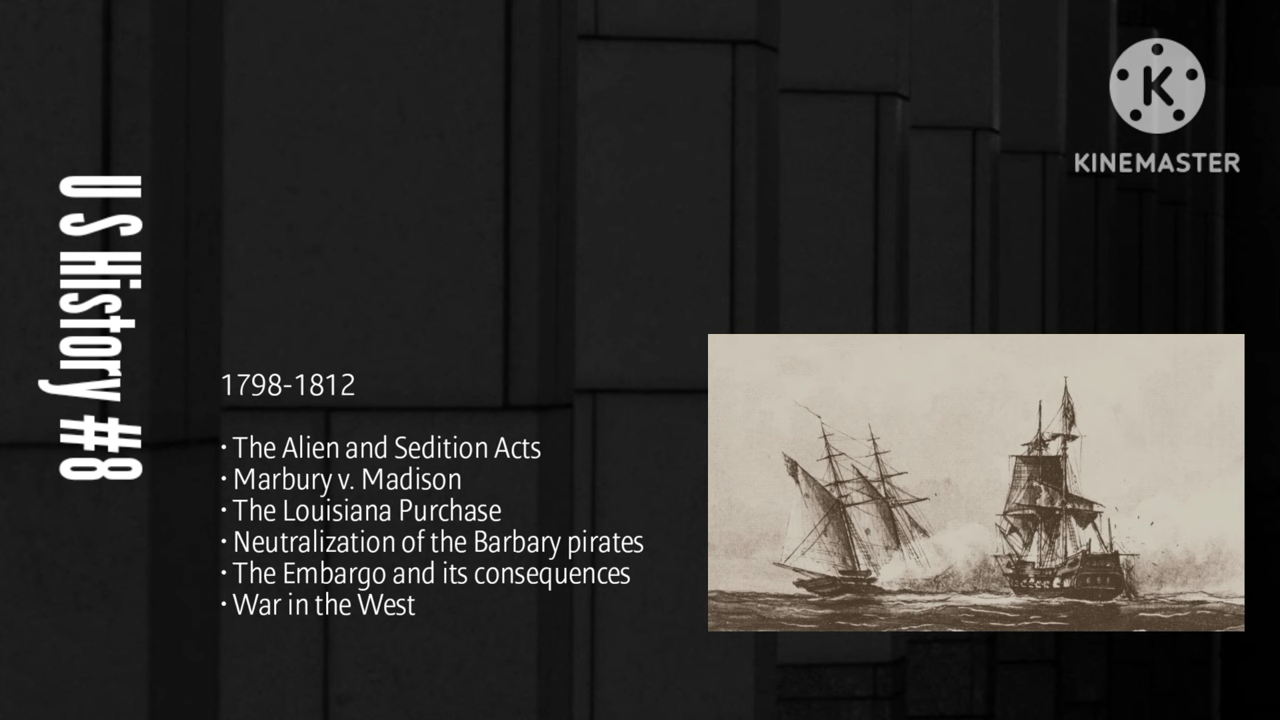 U S History #8
1798-1812
· The Alien and Sedition Acts
· Marbury v. Madison
· The Louisiana Purchase
· Neutralization of the Barbary pirates
· The Embargo and its consequences
· War in the West
K
KINEMASTER